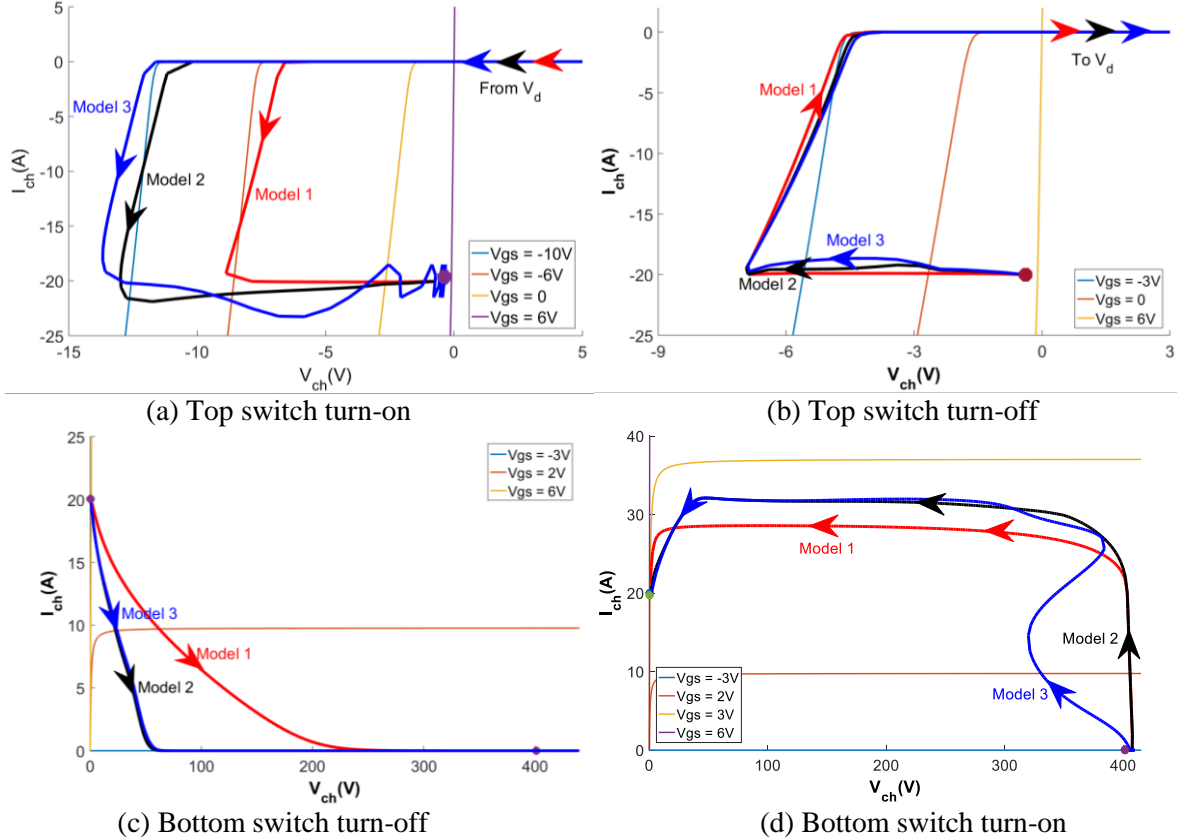 5
0
-5
-10
-15
-20
-25
I_ch(A)
-15
-10
-5
0
5
V_ch(V)
From V_d
Model 3
Model 2
Model 1
Vgs = -10V
Vgs = -6V
Vgs = 0
Vgs = 6V
(a) Top switch turn-on
0
-5
-10
-15
-20
-25
I_ch(A)
-9
-6
-3
0
3
V_ch(V)
To V_d
Model 1
Model 3
Model 2
Vgs = -3V
Vgs = 0
Vgs = 6V
(b) Top switch turn-off
25
20
15
10
5
0
I_ch(A)
0
100
200
300
400
V_ch(V)
Vgs = -3V
Vgs = 2V
Vgs = 6V
Model 3
Model 1
Model 2
(c) Bottom switch turn-off
40
30
20
10
0
I_ch(A)
0
100
200
300
400
V_ch(V)
Model 1
Model 2
Model 3
Vgs = -3V
Vgs = 2V
Vgs = 3V
Vgs = 6V
(d) Bottom switch turn-on